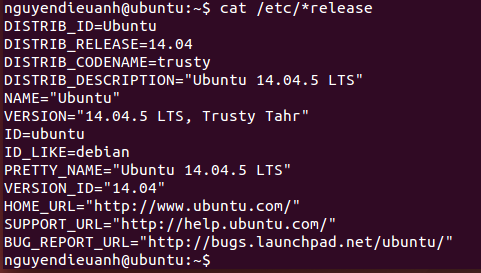 nguyendieuanh@ubuntu:~$ cat /etc/*release
DISTRIB_ID=Ubuntu
DISTRIB_RELEASE=14.04
DISTRIB_CODENAME=trusty
DISTRIB_DESCRIPTION="Ubuntu 14.04.5 LTS"
NAME="Ubuntu"
VERSION="14.04.5 LTS, Trusty Tahr"
ID=ubuntu
ID_LIKE=debian
PRETTY_NAME="Ubuntu 14.04.5 LTS"
VERSION_ID="14.04"
HOME_URL="http://www.ubuntu.com/"
SUPPORT_URL="http://help.ubuntu.com/"
BUG_REPORT_URL="http://bugs.launchpad.net/ubuntu/"
nguyendieuanh@ubuntu:~$